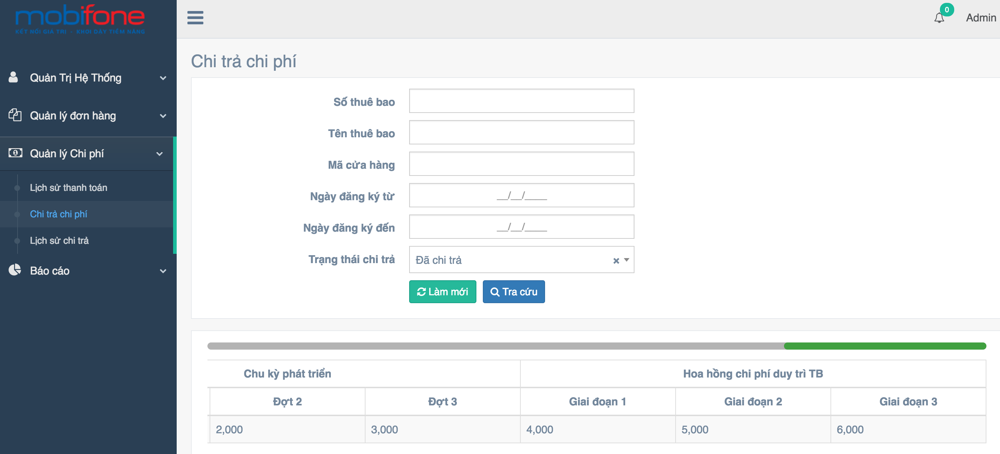 mobifone
KẾT NỐI GIÁ TRỊ - KHƠI DẬY TIỀM NĂNG
0
Admin
Quản Trị Hệ Thống
Quản lý đơn hàng
Quản lý Chi phí
Lịch sử thanh toán
Chi trả chi phí
Lịch sử chi trả
Báo cáo
Chi trả chi phí
Số thuê bao
Tên thuê bao
Mã cửa hàng
Ngày đăng ký từ __/__/____
Ngày đăng ký đến __/__/____
Trạng thái chi trả Đã chi trả ×
Làm mới Tra cứu
Chu kỳ phát triển Hoa hồng chi phí duy trì TB
Đợt 2 Đợt 3 Giai đoạn 1 Giai đoạn 2 Giai đoạn 3
2,000 3,000 4,000 5,000 6,000